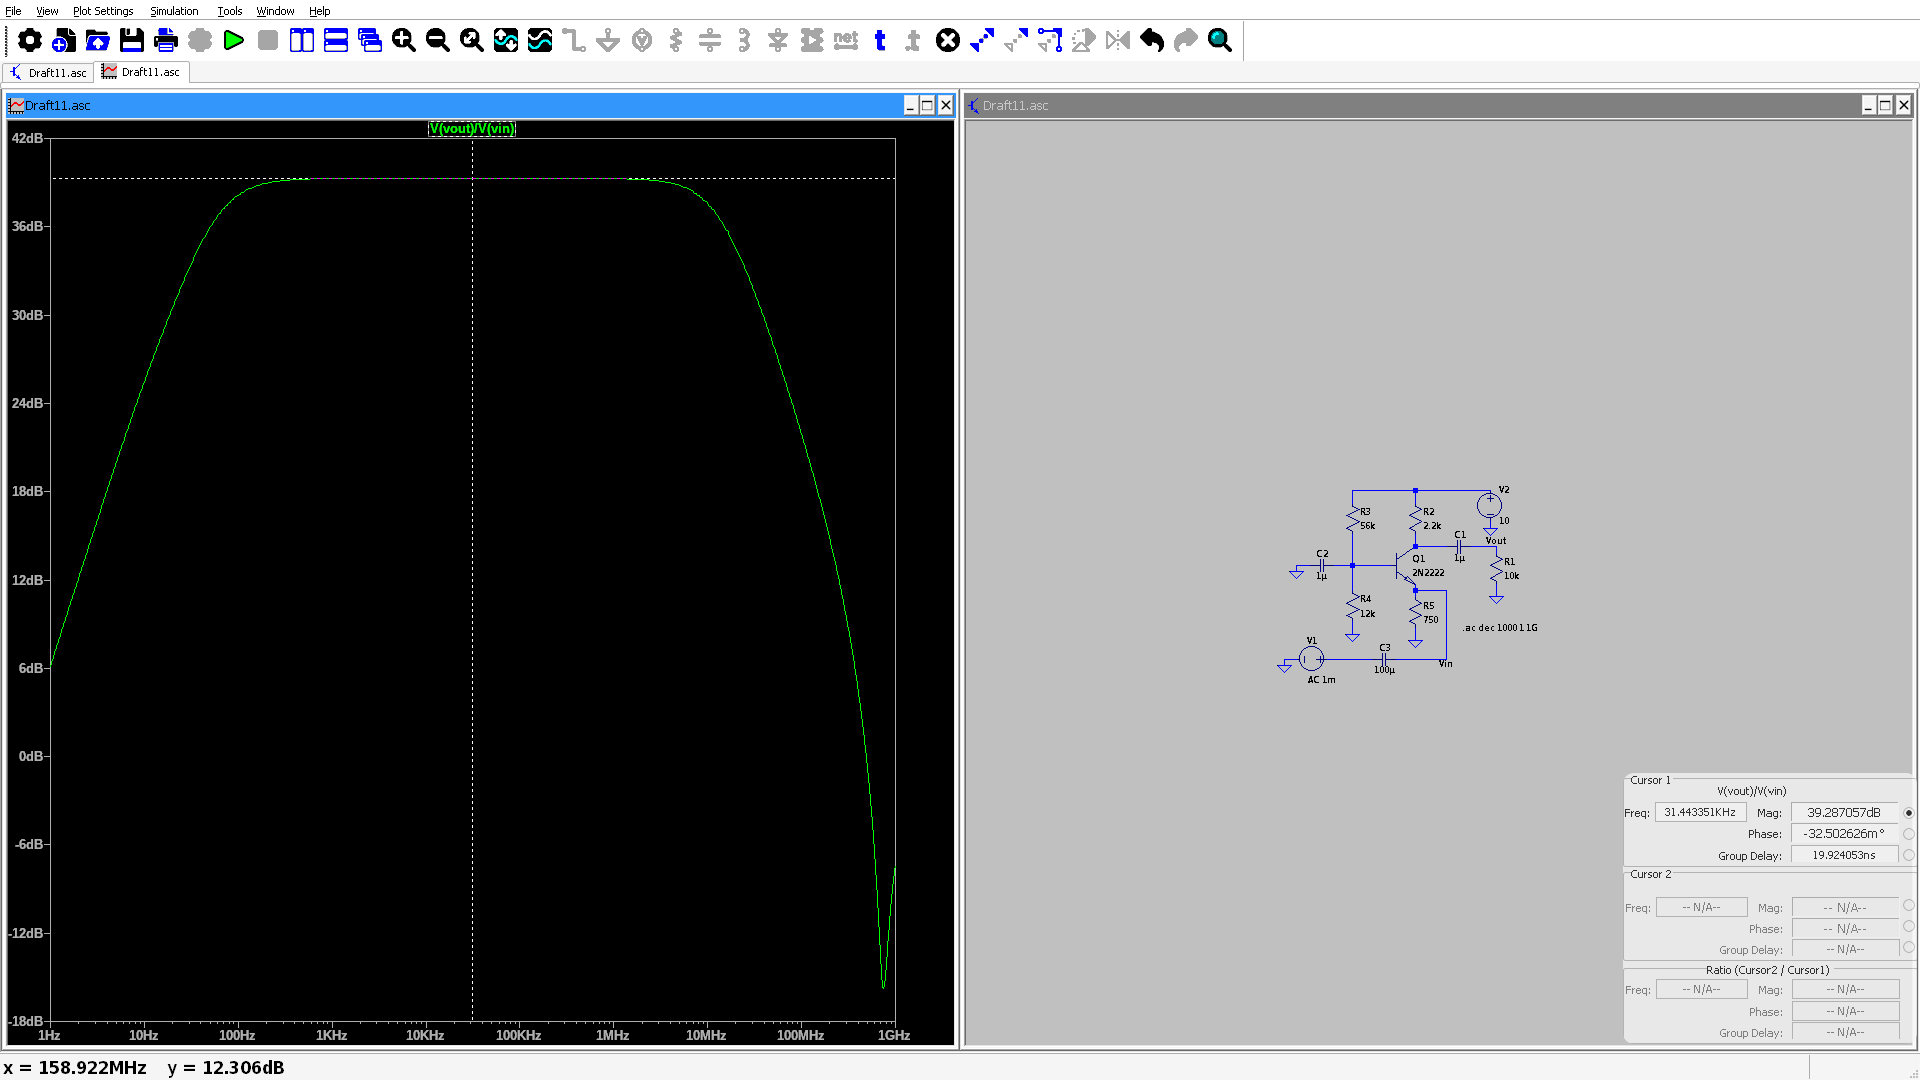 File View Plot Settings Simulation Tools Window Help
net t t
Draft11.asc Draft11.asc
Draft11.asc
V(vout)/V(vin)
42dB
36dB
30dB
24dB
18dB
12dB
6dB
0dB
-6dB
-12dB
-18dB
1Hz 10Hz 100Hz 1KHz 10KHz 100KHz 1MHz 10MHz 100MHz 1GHz
Draft11.asc
V2
10
R3
56k
R2
2.2k
C1
1µ
Vout
C2
1µ
Q1
2N2222
R1
10k
R4
12k
R5
750
.ac dec 1000 1 1G
V1
AC 1m
C3
100µ
Vin
Cursor 1
V(vout)/V(vin)
Freq: 31.443351KHz Mag: 39.287057dB
Phase: -32.502626m°
Group Delay: 19.924053ns
Cursor 2
Freq: -- N/A-- Mag: -- N/A--
Phase: -- N/A--
Group Delay: -- N/A--
Ratio (Cursor2 / Cursor1)
Freq: -- N/A-- Mag: -- N/A--
Phase: -- N/A--
Group Delay: -- N/A--
x = 158.922MHz y = 12.306dB